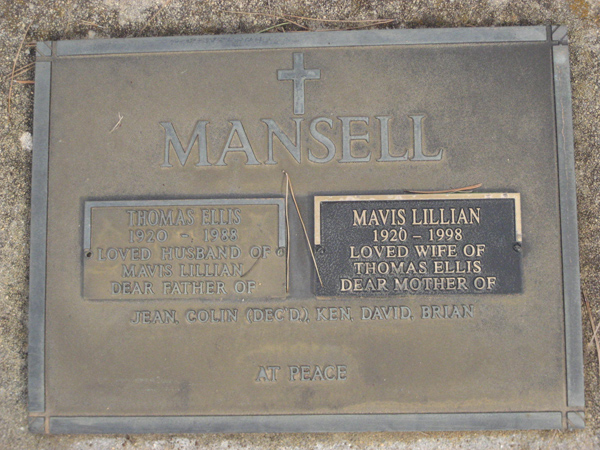 MANSELL
THOMAS ELLIS
1920 - 1988
LOVED HUSBAND OF
MAVIS LILLIAN
DEAR FATHER OF
MAVIS LILLIAN
1920 - 1998
LOVED WIFE OF
THOMAS ELLIS
DEAR MOTHER OF
JEAN, COLIN (DEC'D.), KEN, DAVID, BRIAN
AT PEACE